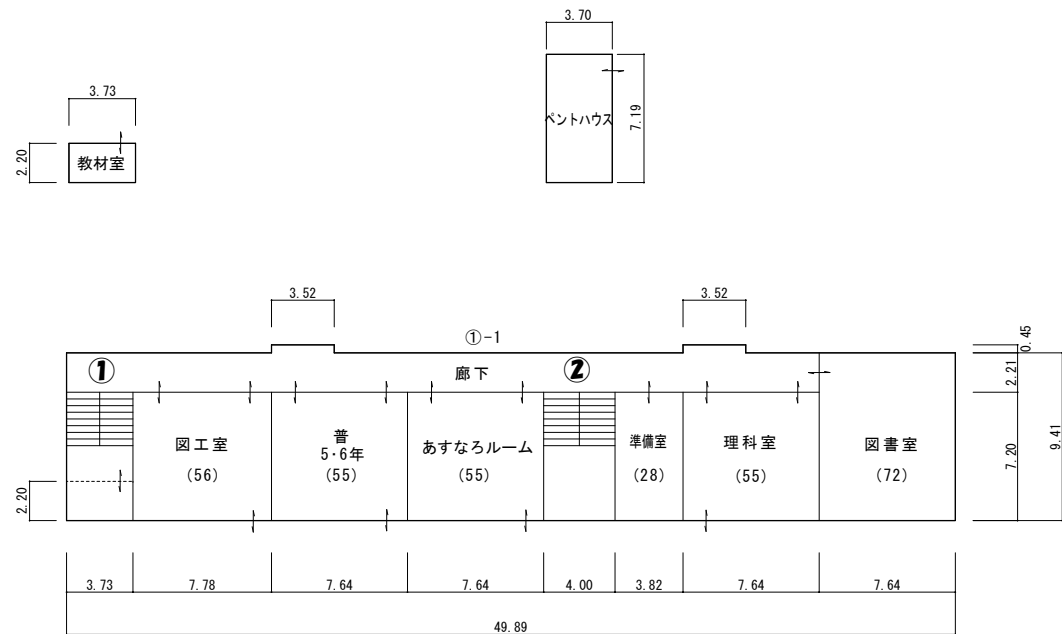 3.70
3.73
ペントハウス
7.19
2.20
教材室
3.52
3.52
①-1
0.45
①
廊下
②
2.21
図工室
(56)
普
5・6年
(55)
あすなろルーム
(55)
準備室
(28)
理科室
(55)
図書室
(72)
7.20
9.41
2.20
3.73
7.78
7.64
7.64
4.00
3.82
7.64
7.64
49.89